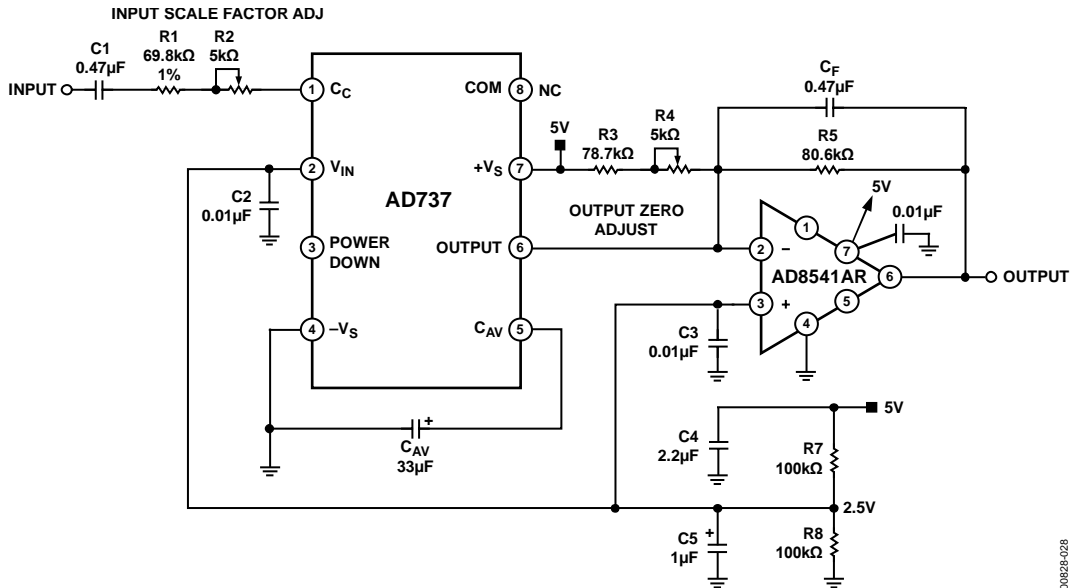 INPUT SCALE FACTOR ADJ
C1
0.47µF
R1
69.8kΩ
1%
R2
5kΩ
INPUT
1
CC
COM
8
NC
2
VIN
+VS
7
AD737
C2
0.01µF
3
POWER
DOWN
OUTPUT
6
4
–VS
CAV
5
CAV
33µF
+
5V
R3
78.7kΩ
R4
5kΩ
OUTPUT ZERO
ADJUST
CF
0.47µF
R5
80.6kΩ
5V
0.01µF
1
2
–
7
AD8541AR
6
OUTPUT
3
+
5
4
C3
0.01µF
5V
C4
2.2µF
R7
100kΩ
2.5V
C5
1µF
+
R8
100kΩ
00828-028